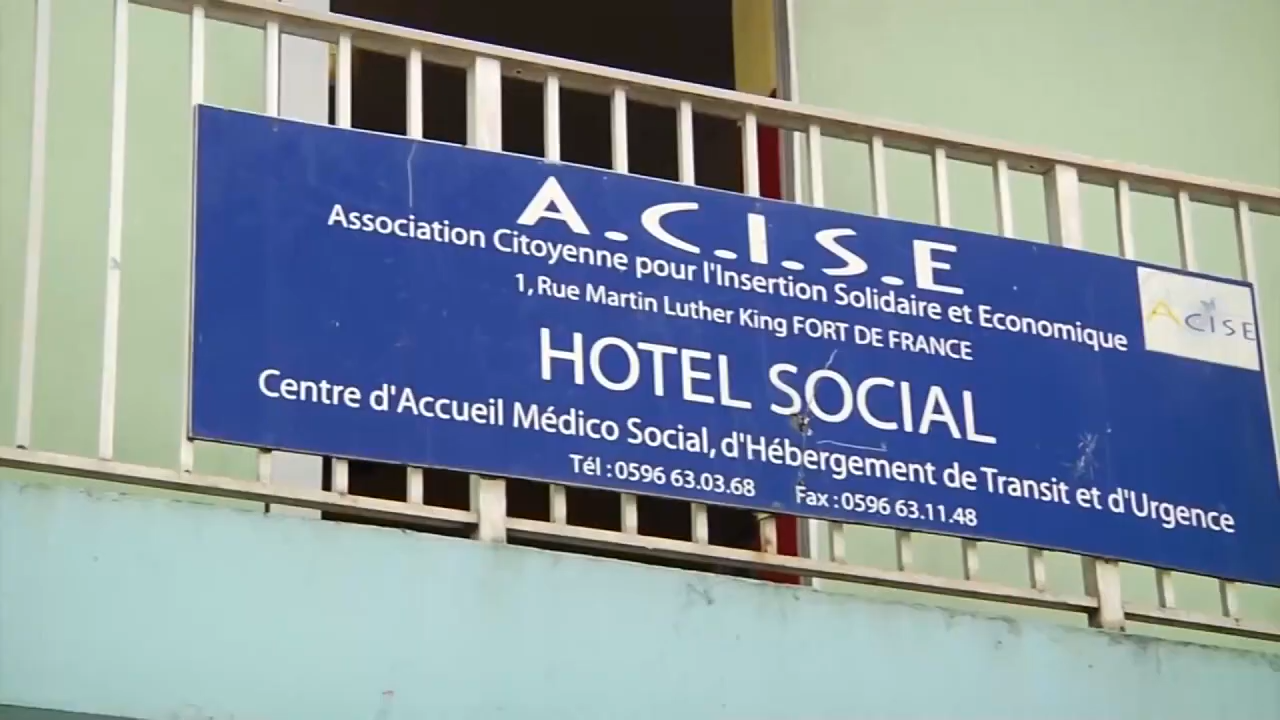 A.C.I.S.E
Association Citoyenne pour l'Insertion Solidaire et Economique
1, Rue Martin Luther King FORT DE FRANCE
HOTEL SOCIAL
Centre d'Accueil Médico Social, d'Hébergement de Transit et d'Urgence
Tél : 0596 63.03.68 Fax : 0596 63.11.48
ACISE